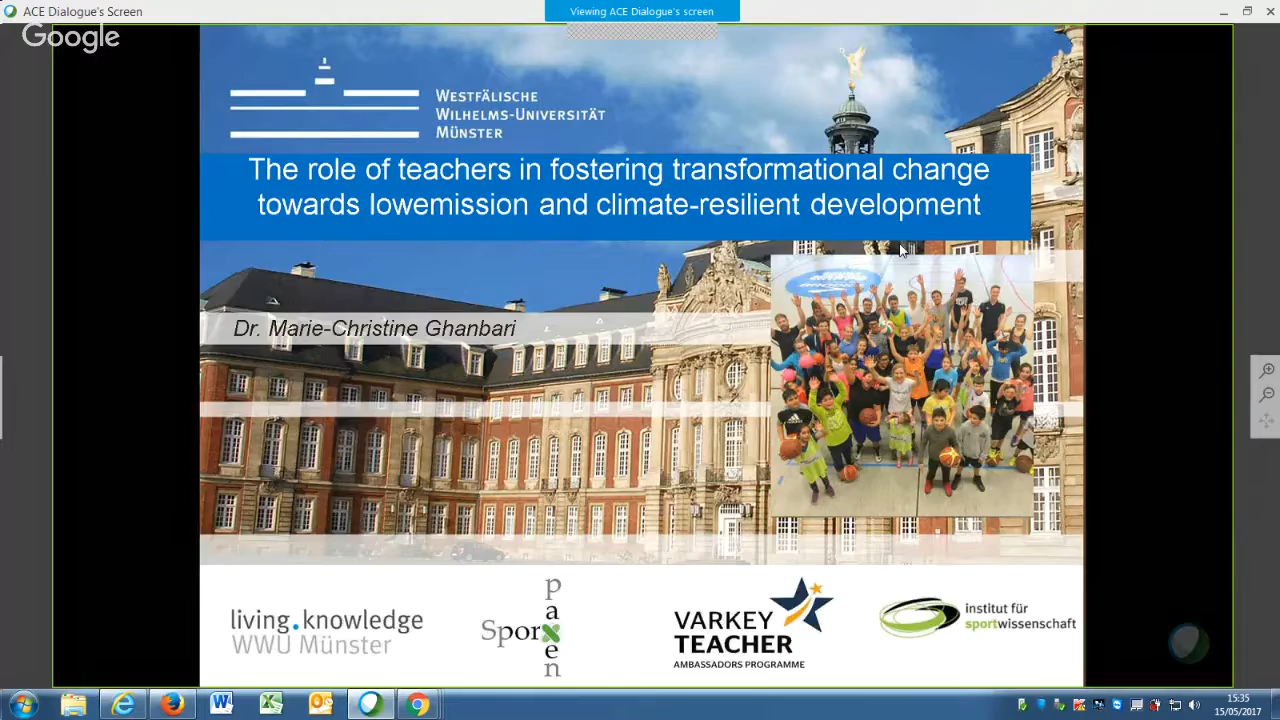 ACE Dialogue's Screen
Viewing ACE Dialogue's screen
Google
WESTFÄLISCHE
WILHELMS-UNIVERSITÄT
MÜNSTER
The role of teachers in fostering transformational change
towards lowemission and climate-resilient development
Dr. Marie-Christine Ghanbari
living.knowledge
WWU Münster
Sport
paxen
VARKEY
TEACHER
AMBASSADORS PROGRAMME
institut für
sportwissenschaft
15:35
15/05/2017